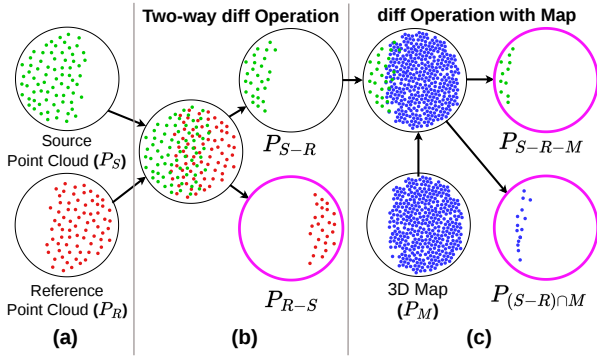 Two-way diff Operation
diff Operation with Map
Source
Point Cloud (P_S)
P_{S-R}
P_{S-R-M}
Reference
Point Cloud (P_R)
P_{R-S}
3D Map
(P_M)
P_{(S-R)∩M}
(a)
(b)
(c)